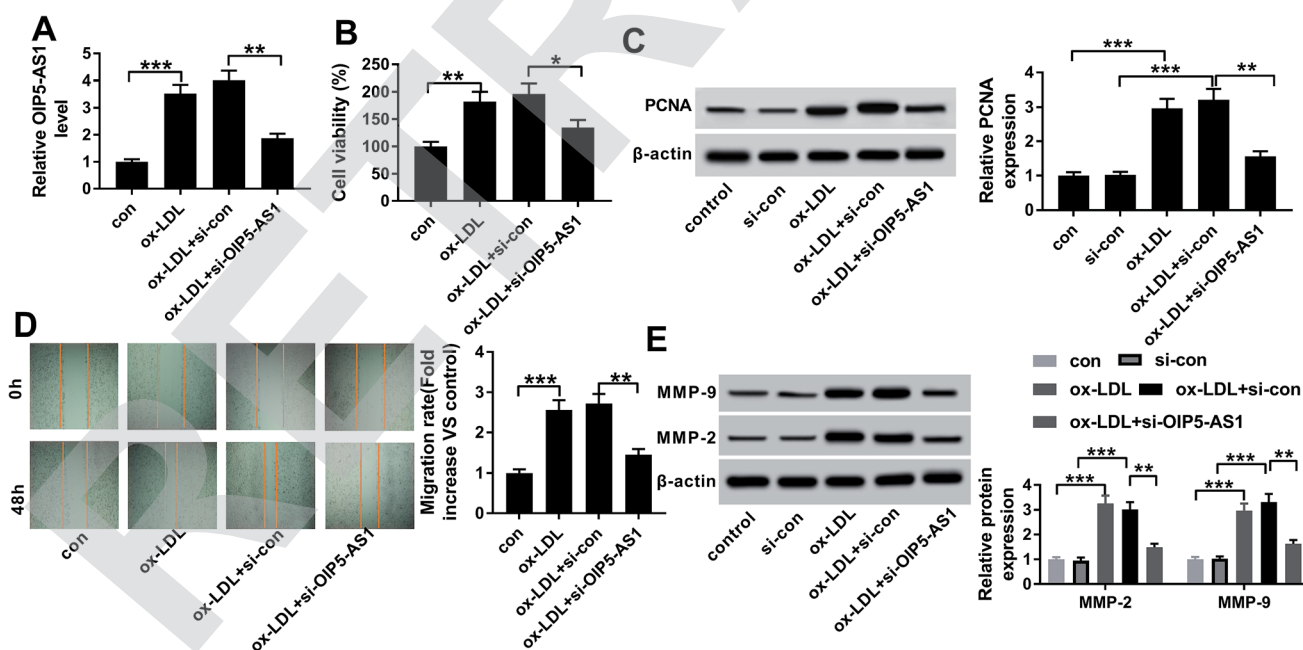 A
Relative OIP5-AS1
level
5
4
3
2
1
0
***
**
con
ox-LDL
ox-LDL+si-con
ox-LDL+si-OIP5-AS1
B
Cell viability (%)
250
200
150
100
50
0
**
*
con
ox-LDL
ox-LDL+si-con
ox-LDL+si-OIP5-AS1
C
PCNA
β-actin
control
si-con
ox-LDL
ox-LDL+si-con
ox-LDL+si-OIP5-AS1
Relative PCNA
expression
4
3
2
1
0
***
***
**
con
si-con
ox-LDL
ox-LDL+si-con
ox-LDL+si-OIP5-AS1
D
0h
48h
con
ox-LDL
ox-LDL+si-con
ox-LDL+si-OIP5-AS1
Migration rate(Fold
increase VS control)
4
3
2
1
0
***
**
con
ox-LDL
ox-LDL+si-con
ox-LDL+si-OIP5-AS1
E
MMP-9
MMP-2
β-actin
control
si-con
ox-LDL
ox-LDL+si-con
ox-LDL+si-OIP5-AS1
con si-con
ox-LDL ox-LDL+si-con
ox-LDL+si-OIP5-AS1
Relative protein
expression
4
3
2
1
0
***
***
**
***
***
**
MMP-2 MMP-9
RETR